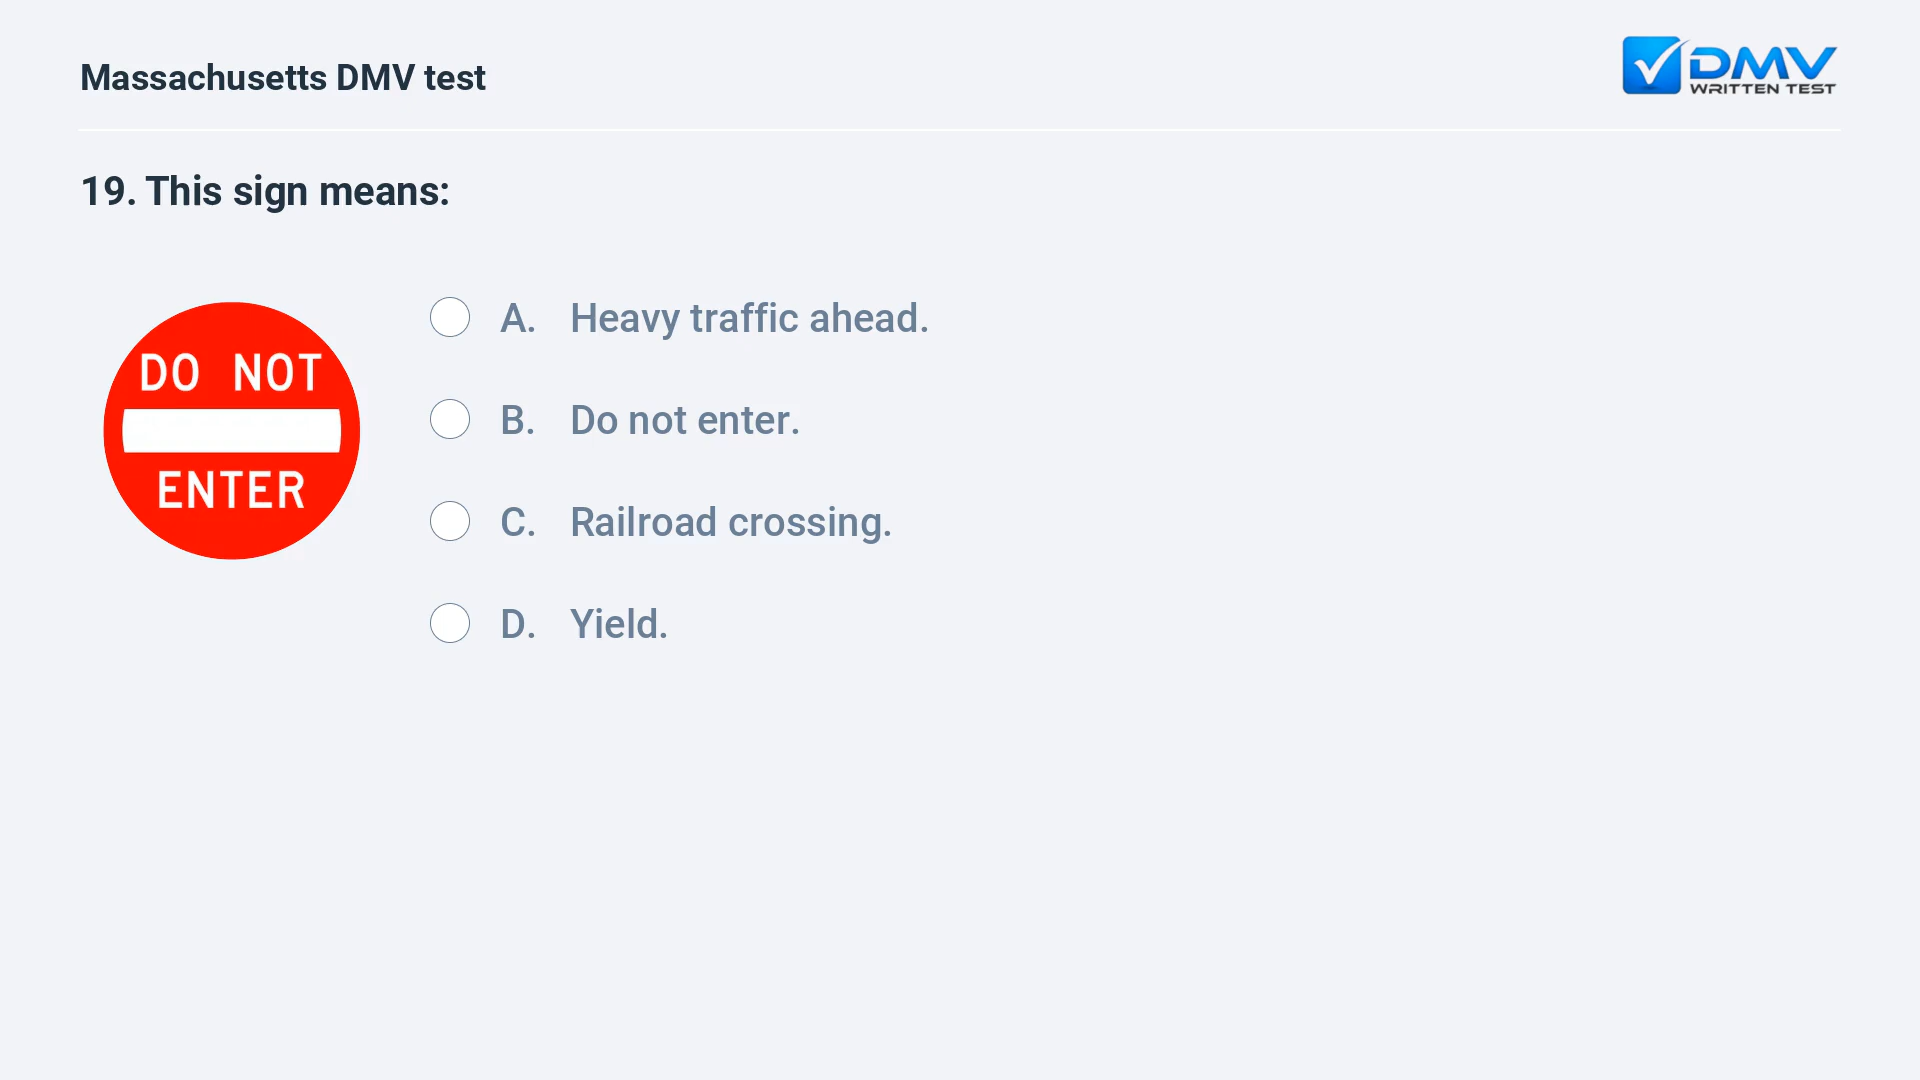 Massachusetts DMV test
DMV
WRITTEN TEST
19. This sign means:
DO NOT
ENTER
A. Heavy traffic ahead.
B. Do not enter.
C. Railroad crossing.
D. Yield.